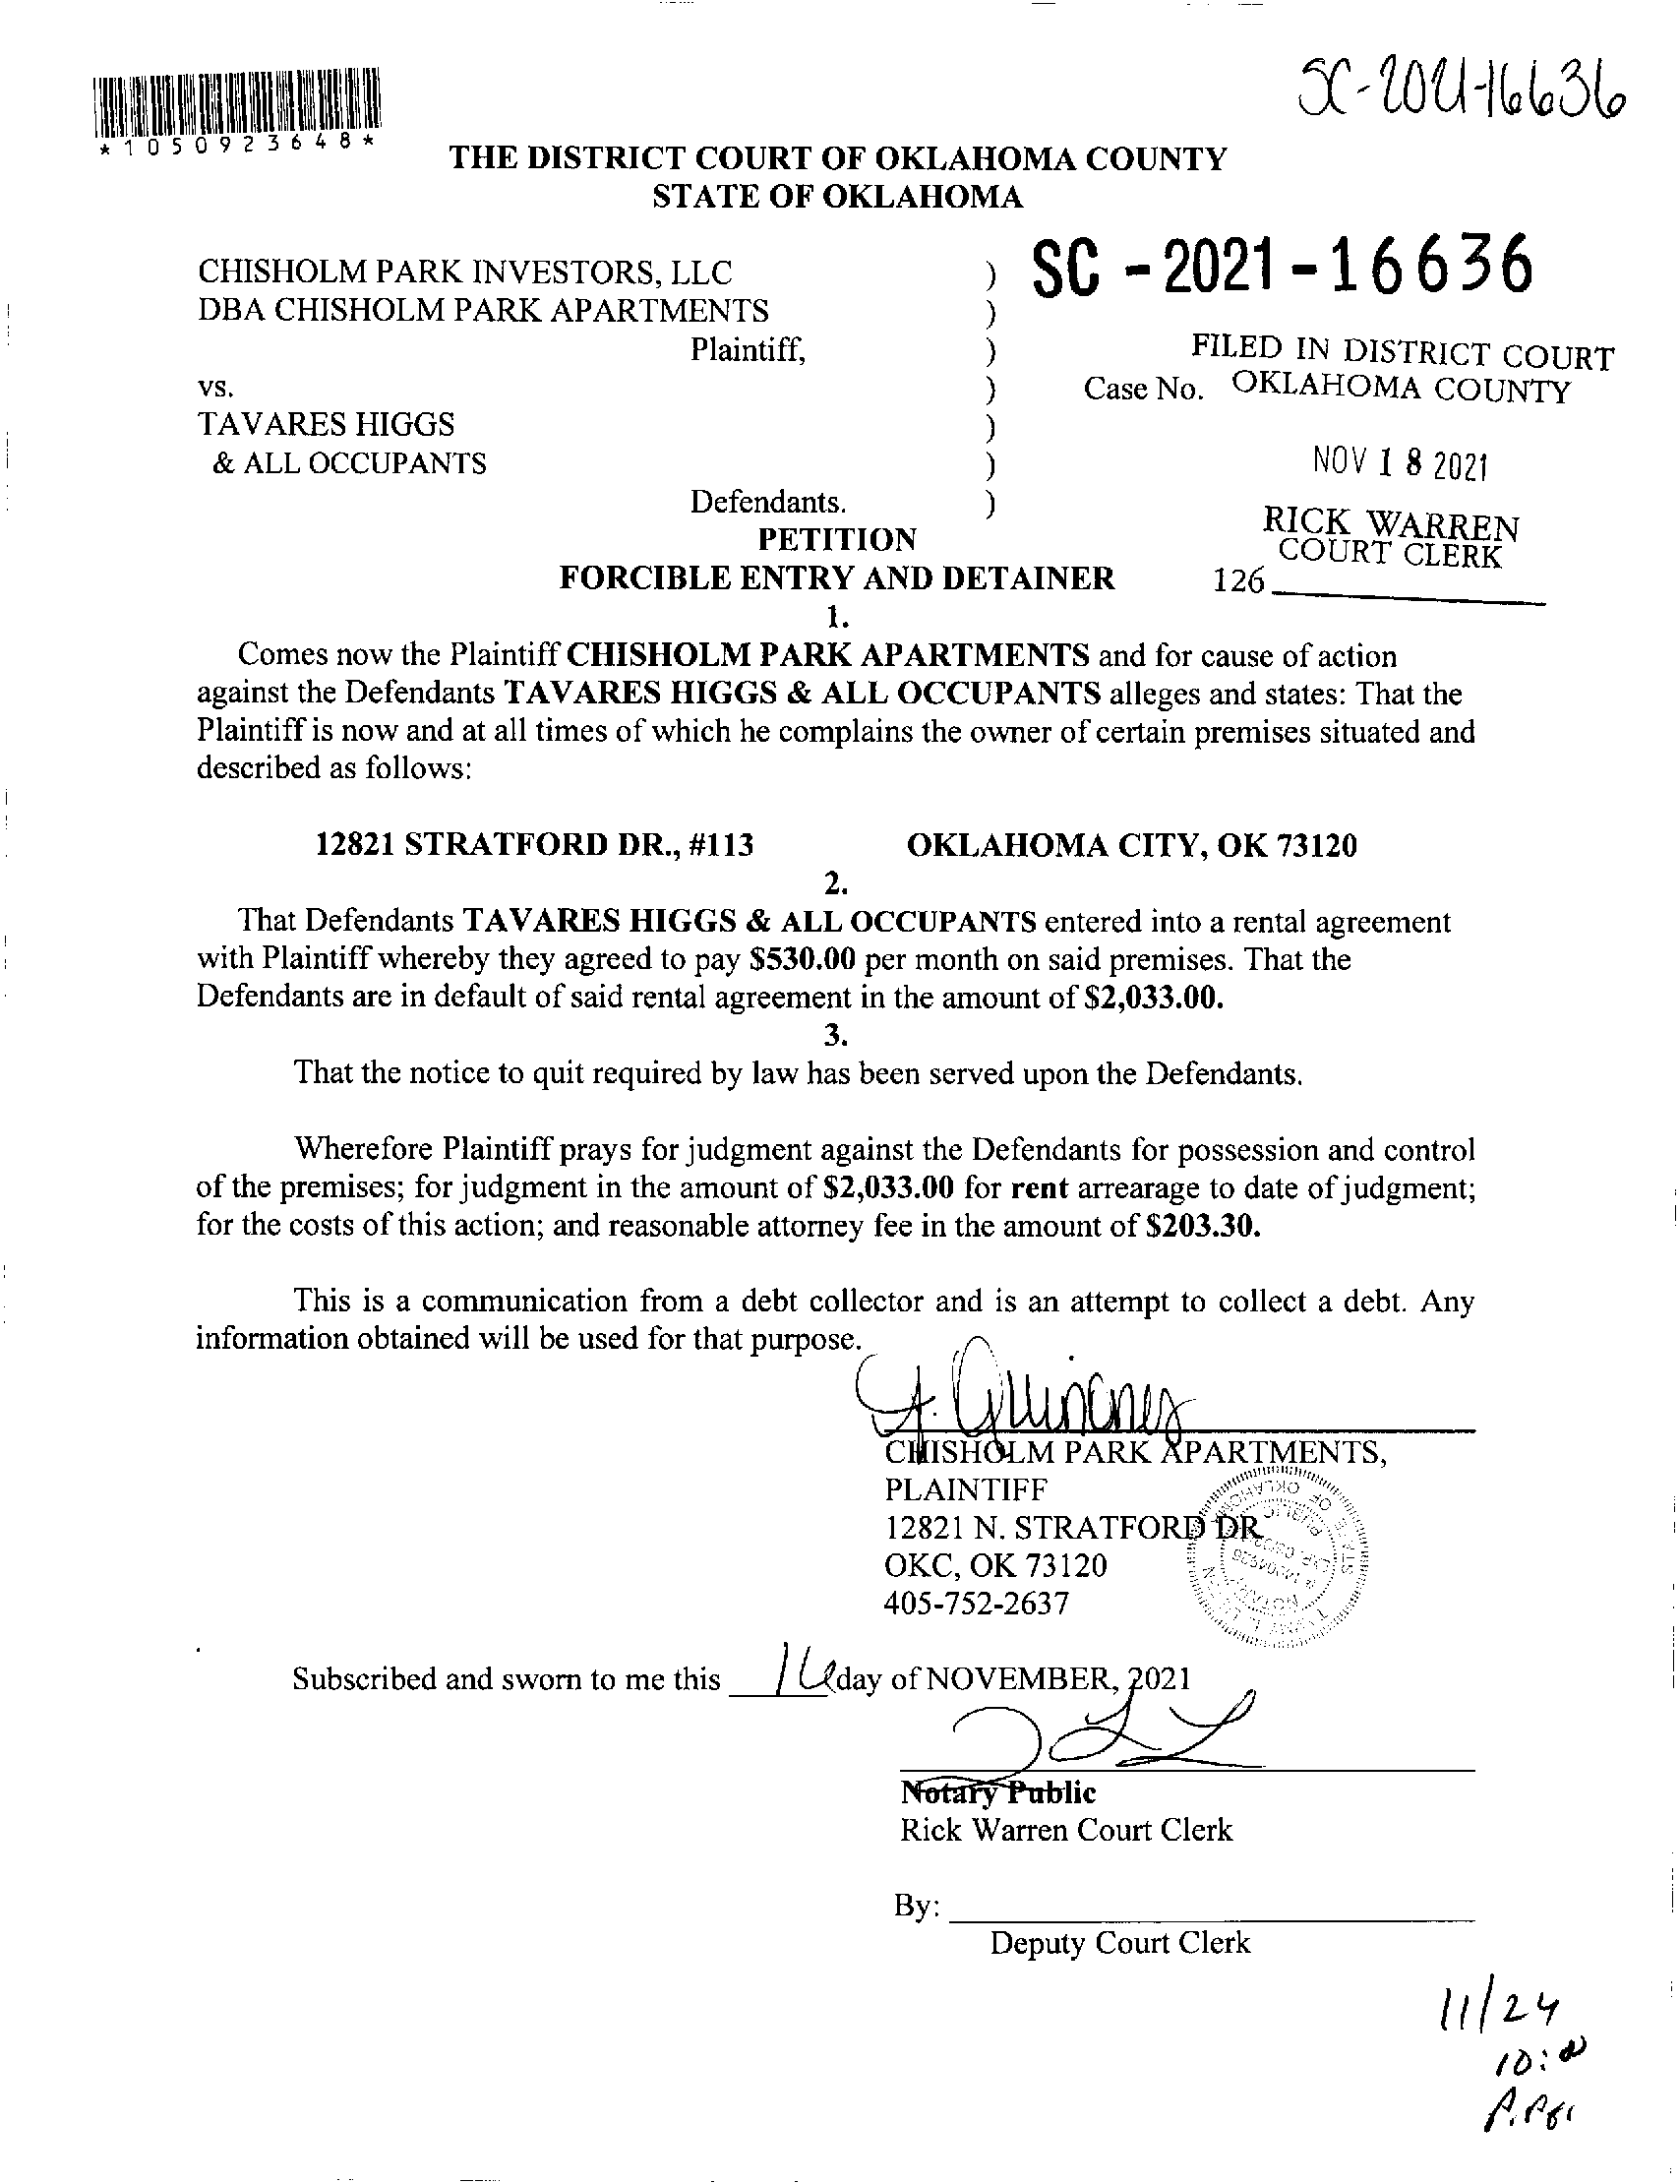 SC-2021-16636
*1050923648*
THE DISTRICT COURT OF OKLAHOMA COUNTY
STATE OF OKLAHOMA
CHISHOLM PARK INVESTORS, LLC ) SC - 2021 - 16636
DBA CHISHOLM PARK APARTMENTS )
Plaintiff, ) FILED IN DISTRICT COURT
vs. ) Case No. OKLAHOMA COUNTY
TAVARES HIGGS )
& ALL OCCUPANTS ) NOV 18 2021
Defendants. )
RICK WARREN
PETITION
COURT CLERK
FORCIBLE ENTRY AND DETAINER
126
1.
Comes now the Plaintiff CHISHOLM PARK APARTMENTS and for cause of action
against the Defendants TAVARES HIGGS & ALL OCCUPANTS alleges and states: That the
Plaintiff is now and at all times of which he complains the owner of certain premises situated and
described as follows:
12821 STRATFORD DR., #113 OKLAHOMA CITY, OK 73120
2.
That Defendants TAVARES HIGGS & ALL OCCUPANTS entered into a rental agreement
with Plaintiff whereby they agreed to pay $530.00 per month on said premises. That the
Defendants are in default of said rental agreement in the amount of $2,033.00.
3.
That the notice to quit required by law has been served upon the Defendants.
Wherefore Plaintiff prays for judgment against the Defendants for possession and control
of the premises; for judgment in the amount of $2,033.00 for rent arrearage to date of judgment;
for the costs of this action; and reasonable attorney fee in the amount of $203.30.
This is a communication from a debt collector and is an attempt to collect a debt. Any
information obtained will be used for that purpose.
CHISHOLM PARK APARTMENTS,
PLAINTIFF
12821 N. STRATFORD DR
OKC, OK 73120
405-752-2637
STATE OF OKLAHOMA
NOTARY PUBLIC
Subscribed and sworn to me this 16 day of NOVEMBER, 2021
Notary Public
Rick Warren Court Clerk
By:
Deputy Court Clerk
11/24
10:00